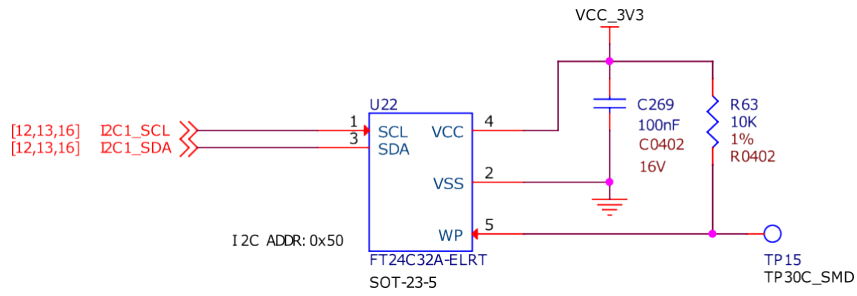 VCC_3V3
U22
[12,13,16] I2C1_SCL
1
SCL
VCC
4
[12,13,16] I2C1_SDA
3
SDA
C269
100nF
C0402
16V
R63
10K
1%
R0402
VSS
2
WP
5
I2C ADDR: 0x50
FT24C32A-ELRT
SOT-23-5
TP15
TP30C_SMD